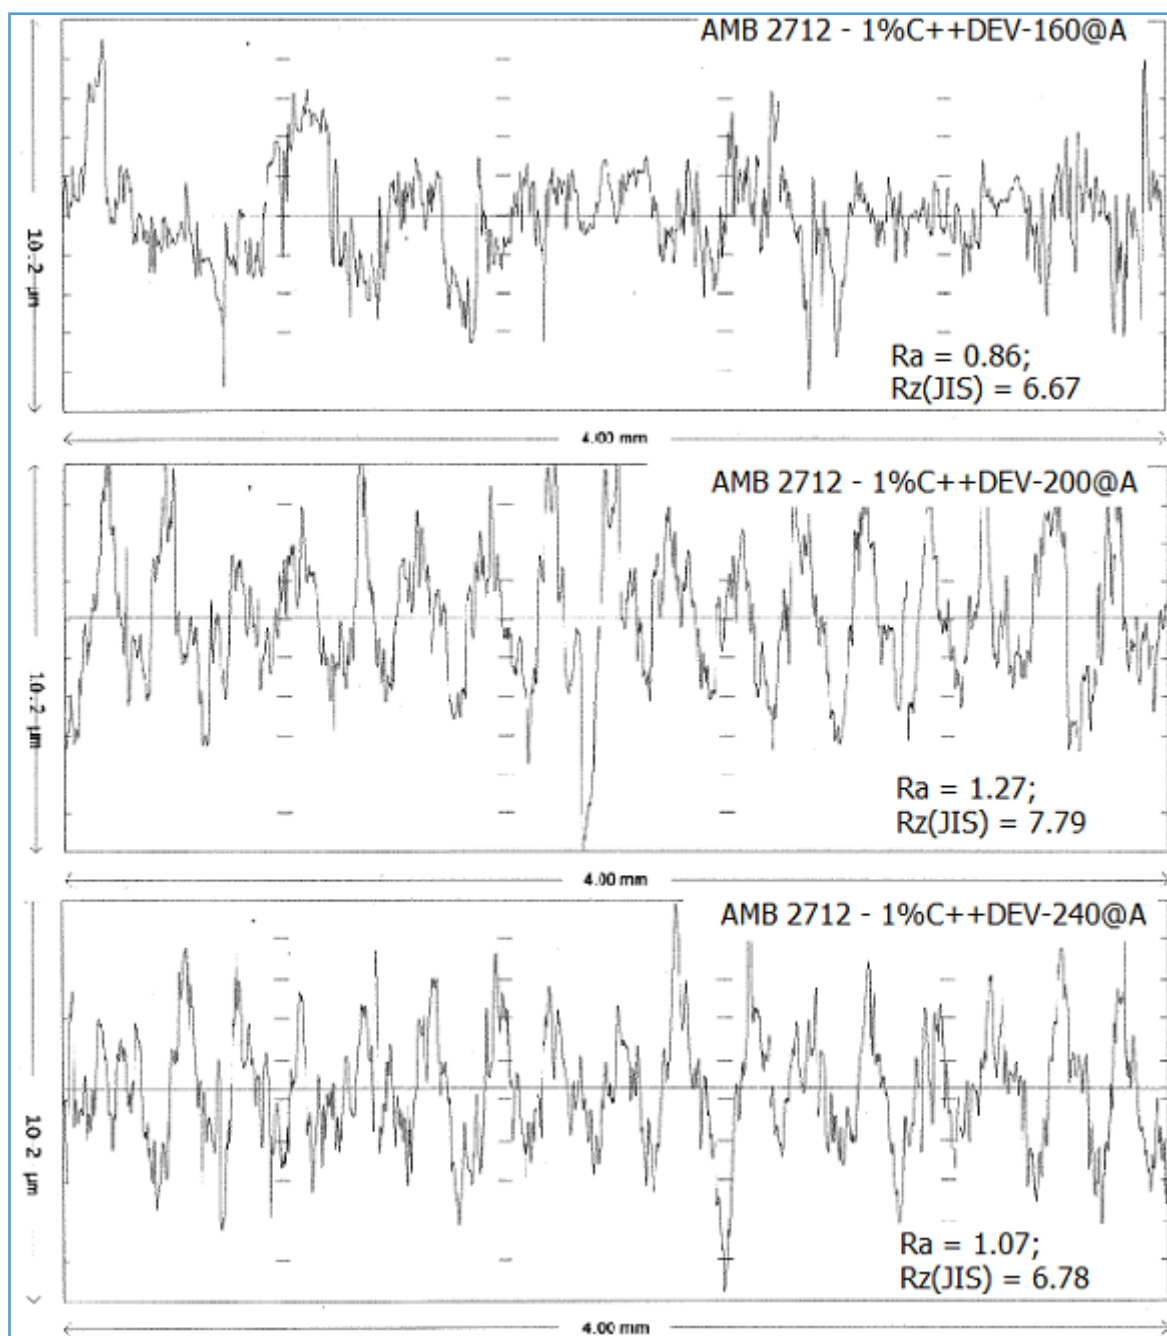 AMB 2712 - 1%C++DEV-160@A
10.2 µm
Ra = 0.86;
Rz(JIS) = 6.67
4.00 mm
AMB 2712 - 1%C++DEV-200@A
10.2 µm
Ra = 1.27;
Rz(JIS) = 7.79
4.00 mm
AMB 2712 - 1%C++DEV-240@A
10 2 µm
Ra = 1.07;
Rz(JIS) = 6.78
4.00 mm